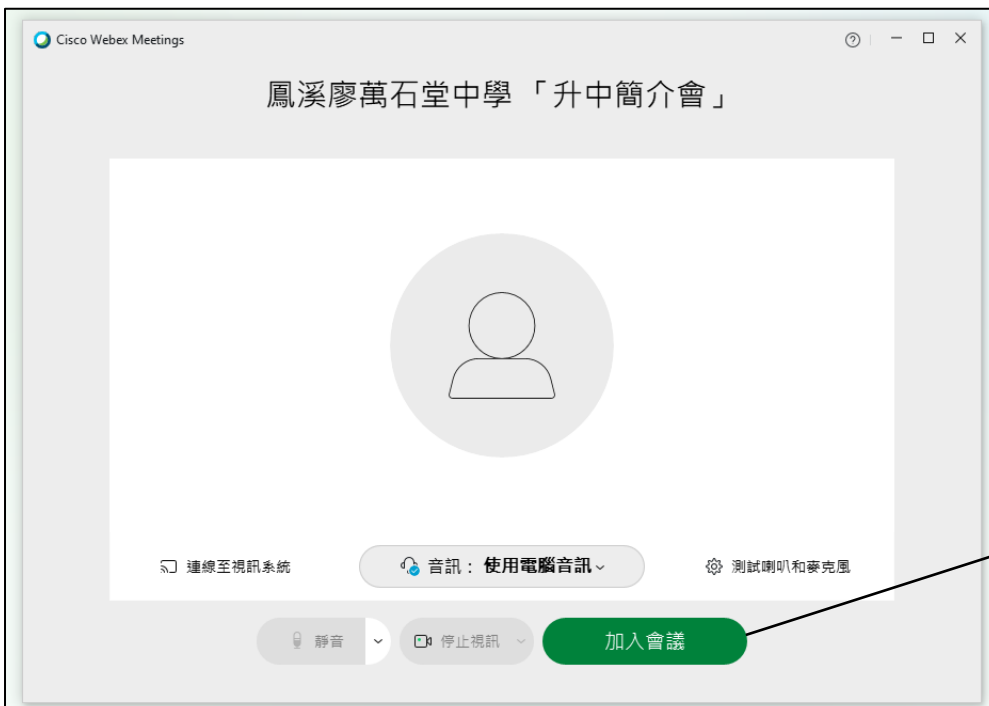 Cisco Webex Meetings
鳳溪廖萬石堂中學 「升中簡介會」
連線至視訊系統
音訊： 使用電腦音訊
測試喇叭和麥克風
靜音
停止視訊
加入會議